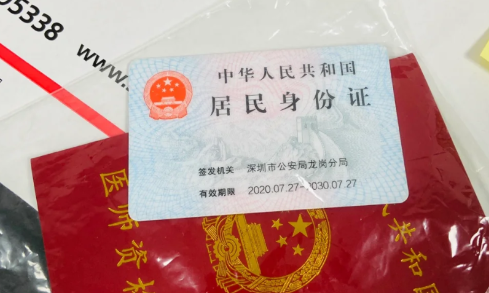 05338
www.
中华人民共和国
居民身份证
签发机关 深圳市公安局龙岗分局
有效期限 2020.07.27-2030.07.27
医师资格
民共和国